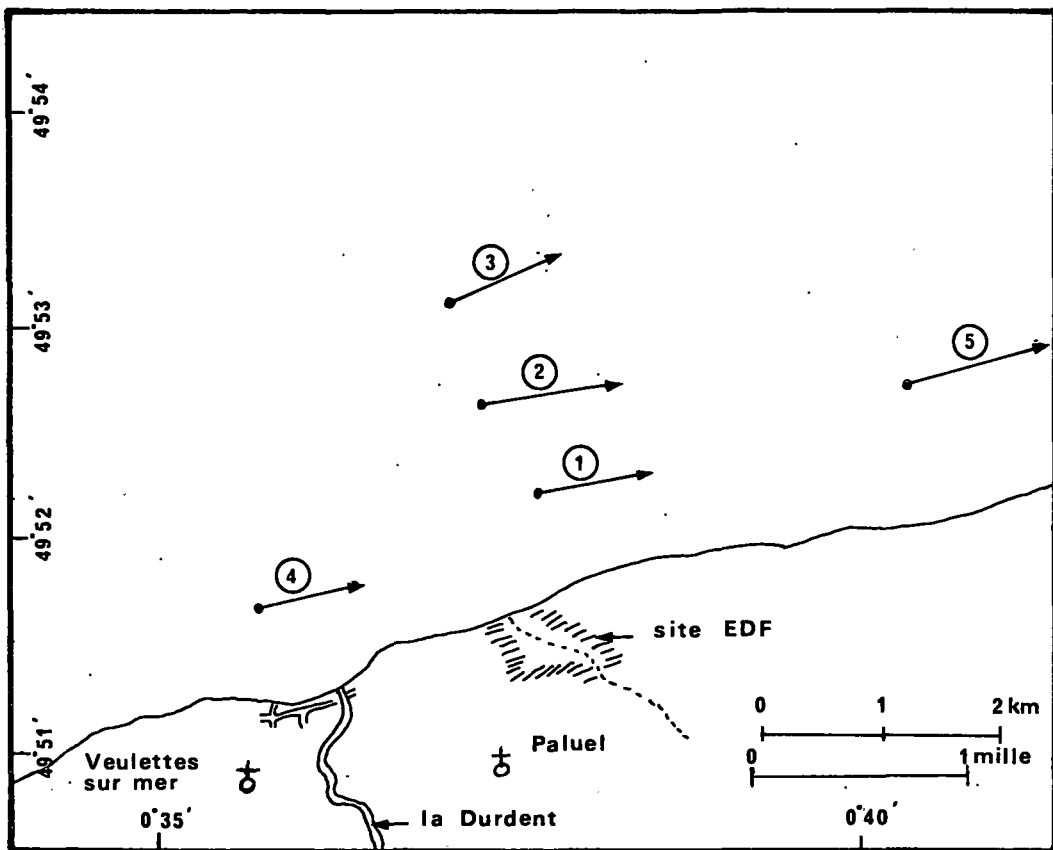 49°54'
3
49°53'
5
2
1
49°52'
4
site EDF
0 1 2 km
Paluel
49°51'
Veulettes
sur mer
0 1 mille
0°35'
la Durdent
0°40'